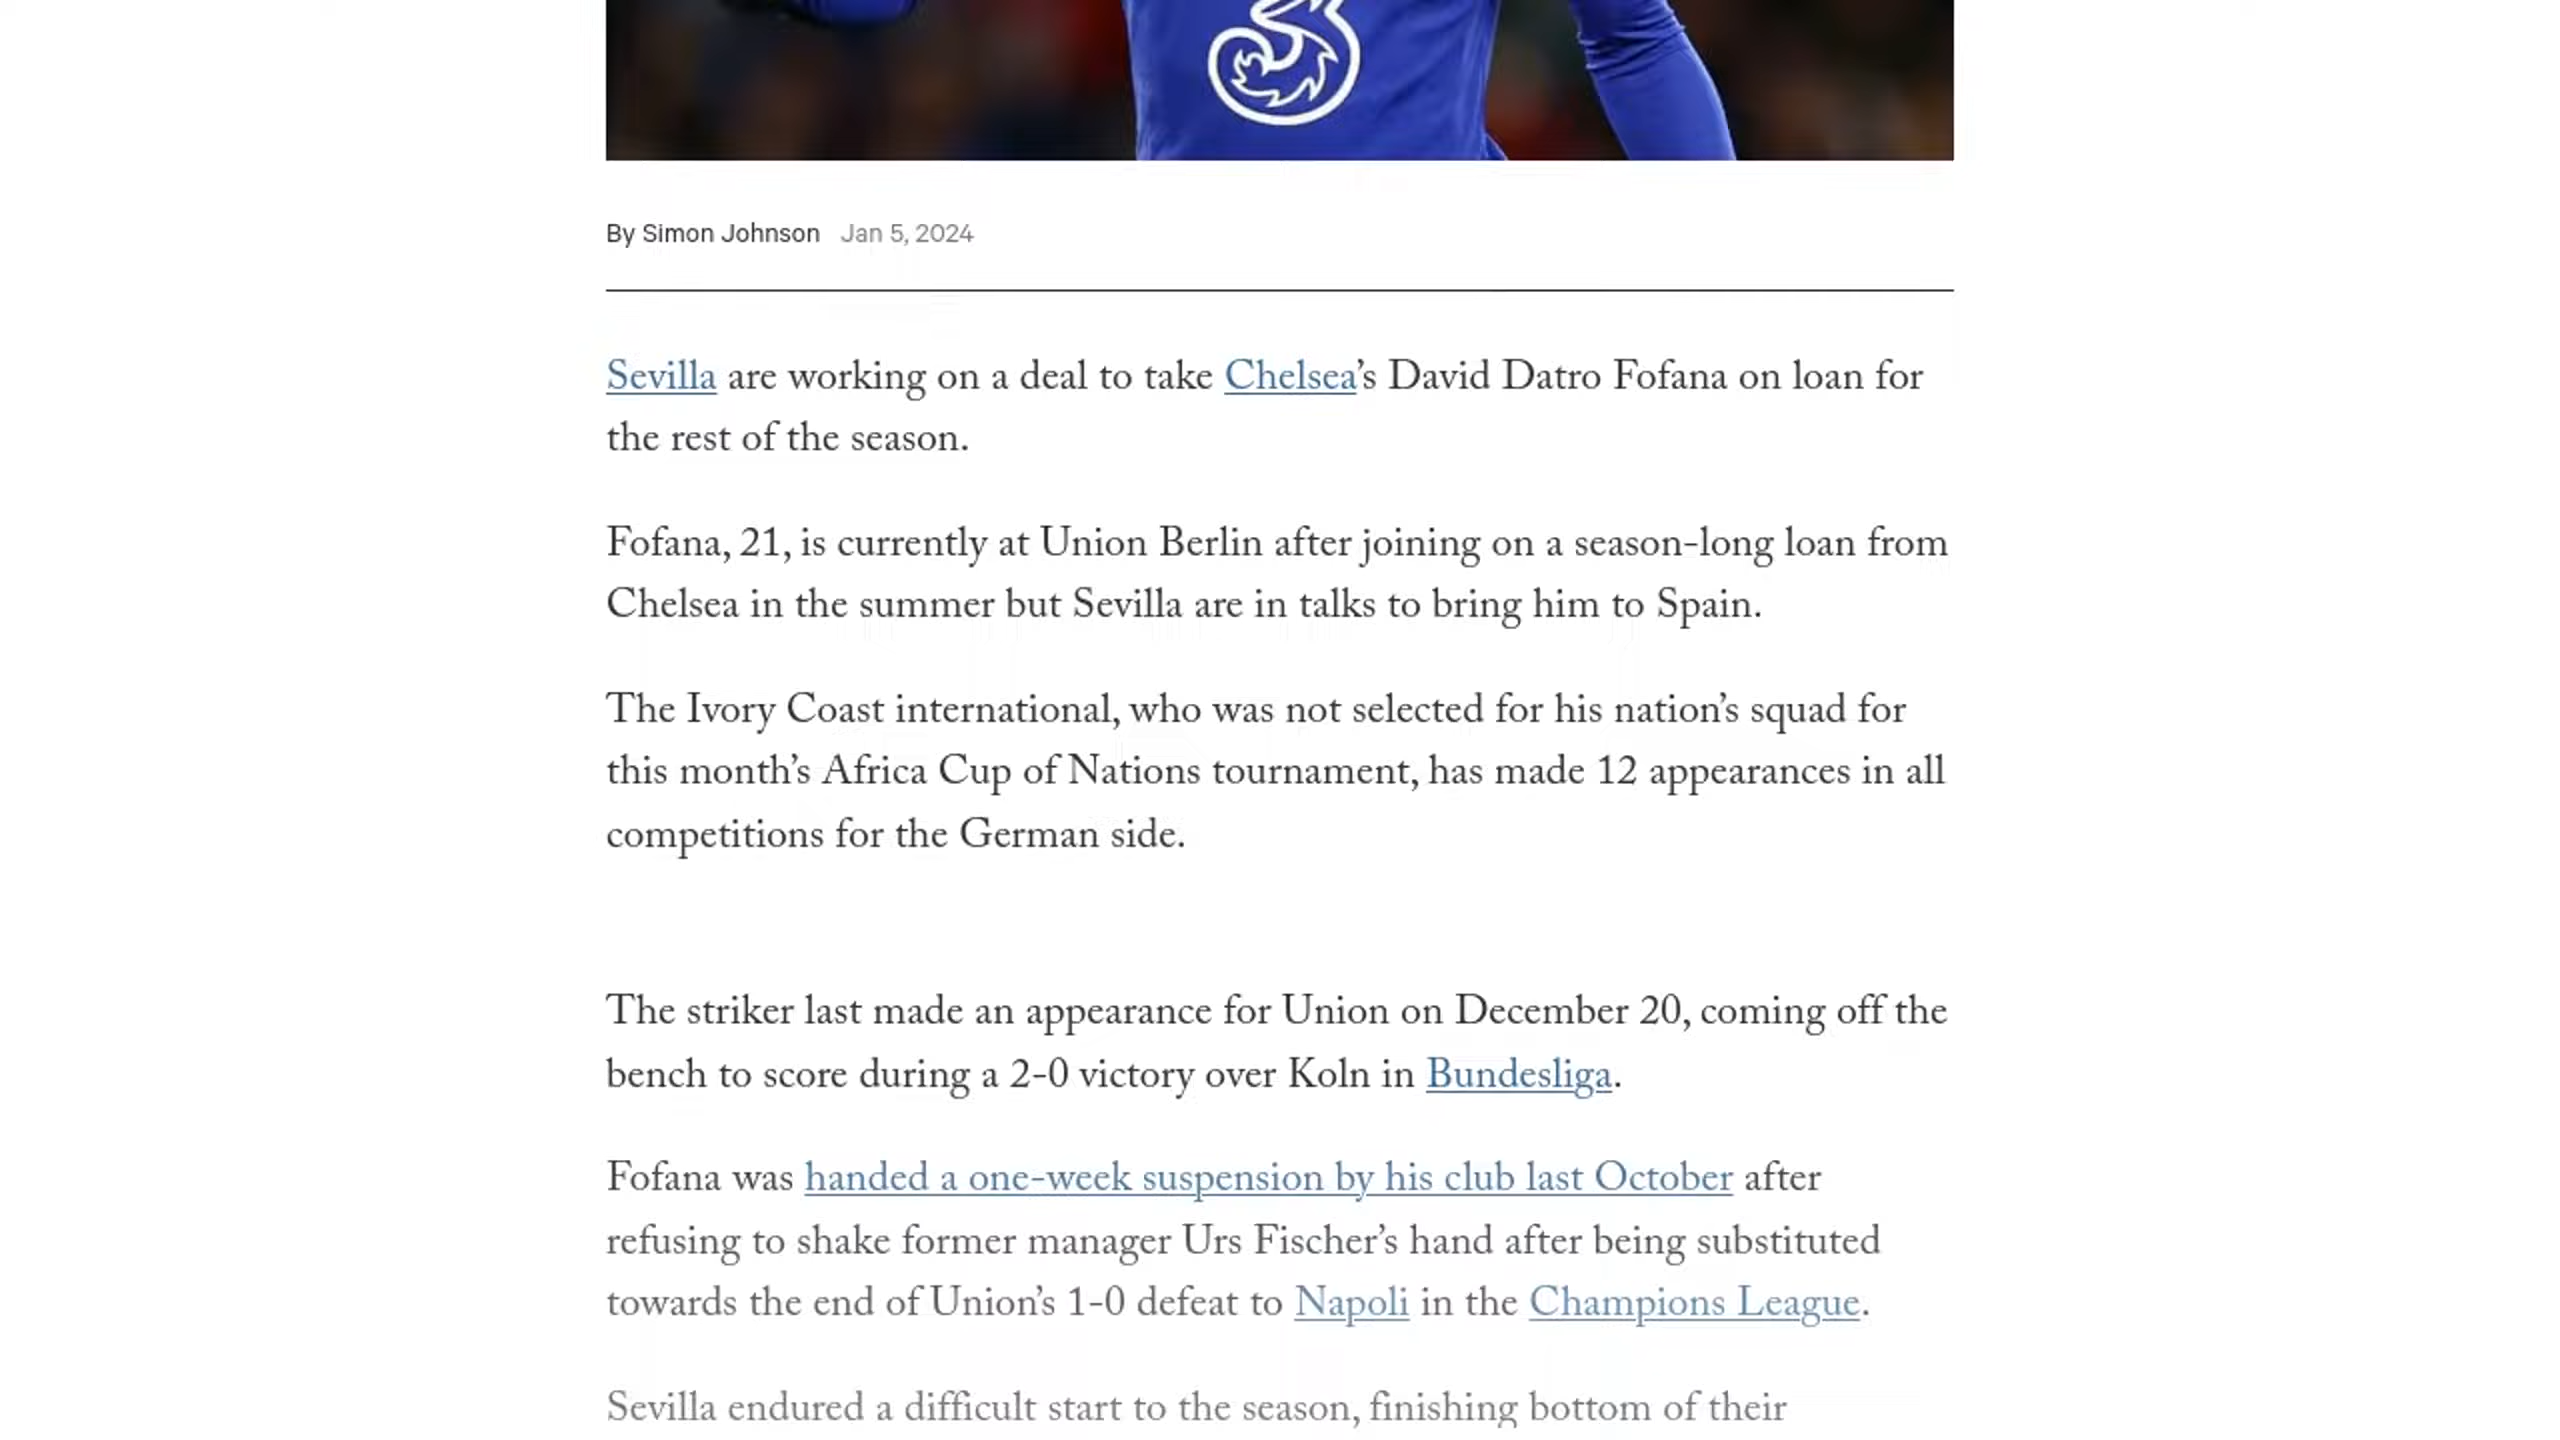 By Simon Johnson Jan 5, 2024
Sevilla are working on a deal to take Chelsea’s David Datro Fofana on loan for
the rest of the season.
Fofana, 21, is currently at Union Berlin after joining on a season-long loan from
Chelsea in the summer but Sevilla are in talks to bring him to Spain.
The Ivory Coast international, who was not selected for his nation’s squad for
this month’s Africa Cup of Nations tournament, has made 12 appearances in all
competitions for the German side.
The striker last made an appearance for Union on December 20, coming off the
bench to score during a 2-0 victory over Koln in Bundesliga.
Fofana was handed a one-week suspension by his club last October after
refusing to shake former manager Urs Fischer’s hand after being substituted
towards the end of Union’s 1-0 defeat to Napoli in the Champions League.
Sevilla endured a difficult start to the season, finishing bottom of their